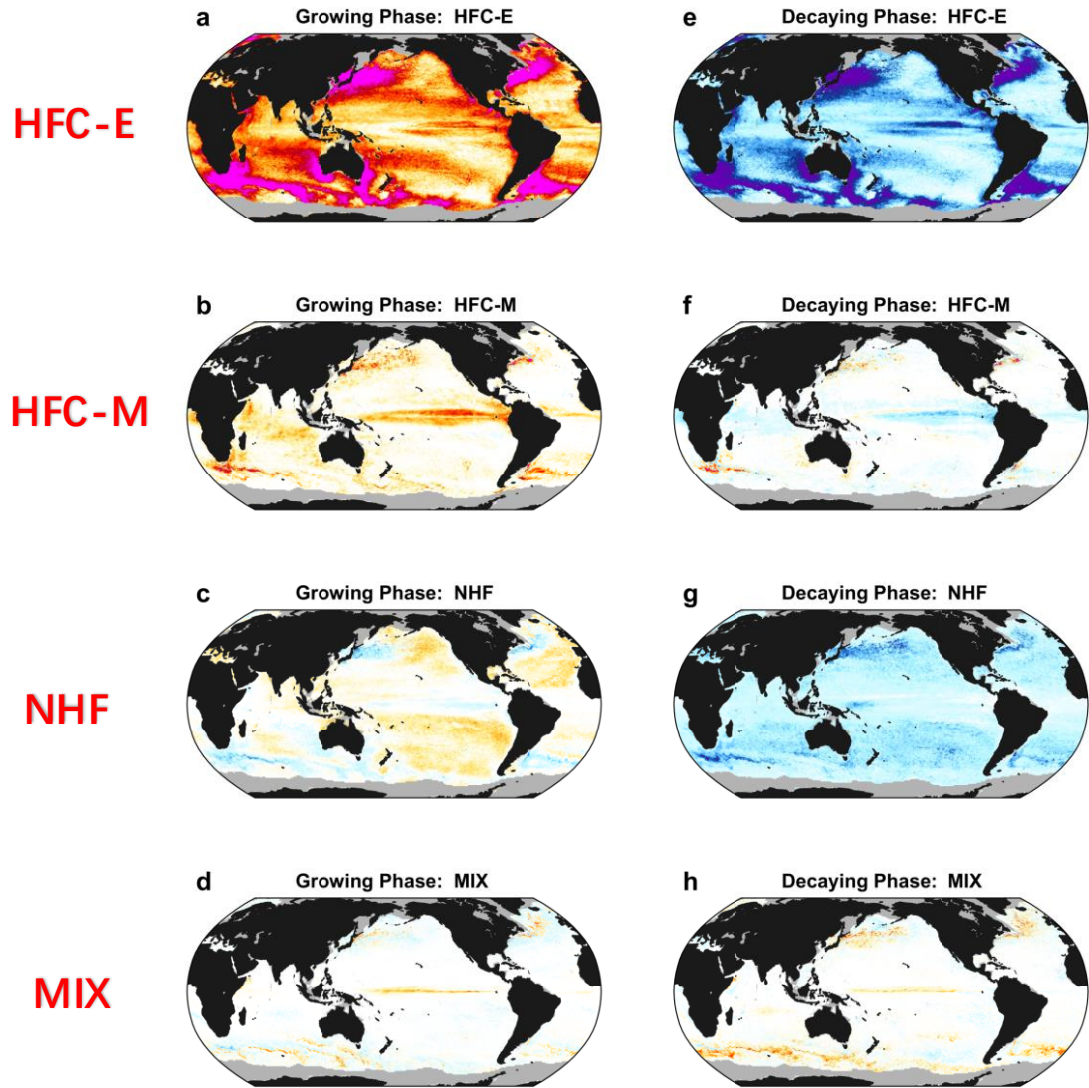 a Growing Phase: HFC-E
e Decaying Phase: HFC-E
HFC-E
b Growing Phase: HFC-M
f Decaying Phase: HFC-M
HFC-M
c Growing Phase: NHF
g Decaying Phase: NHF
NHF
d Growing Phase: MIX
h Decaying Phase: MIX
MIX